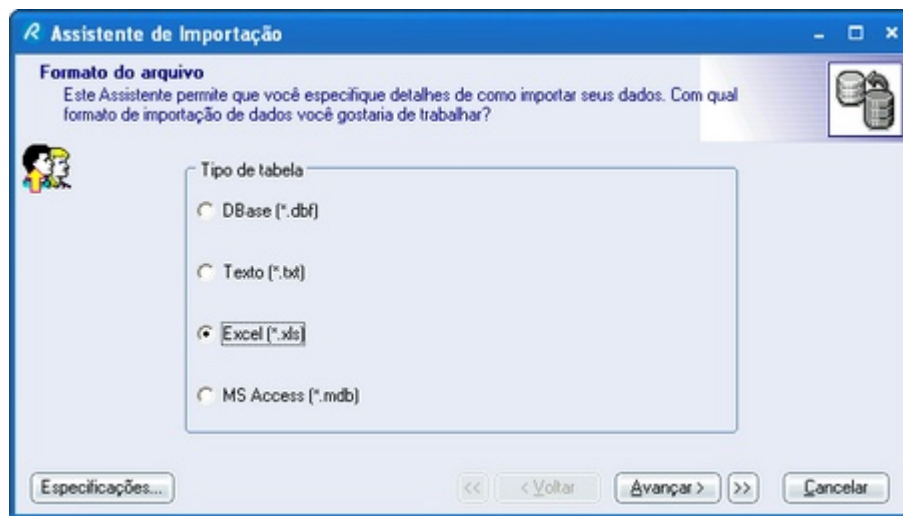 Assistente de Importação
Formato do arquivo
Este Assistente permite que você especifique detalhes de como importar seus dados. Com qual
formato de importação de dados você gostaria de trabalhar?
Tipo de tabela
DBase (*.dbf)
Texto (*.txt)
Excel (*.xls)
MS Access (*.mdb)
Especificações... << < Voltar Avançar > >> Cancelar